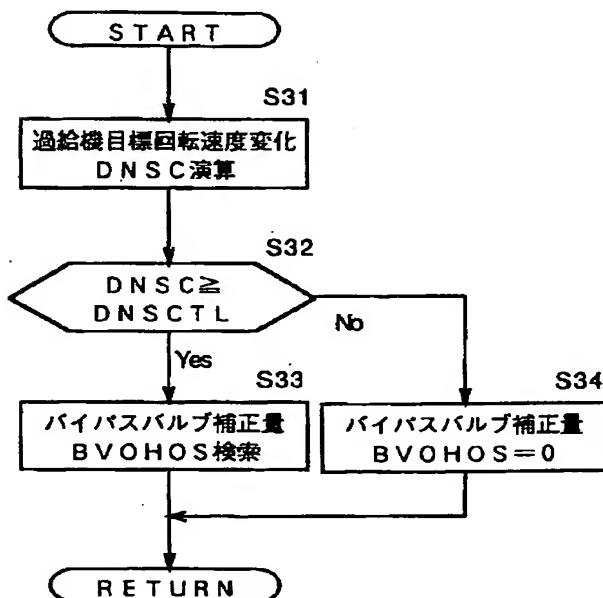 START
S31
過給機目標回転速度変化
DNSC演算
S32
DNSC≧
DNSCTL
No
Yes
S33
バイパスバルブ補正量
BVOHOS検索
S34
バイパスバルブ補正量
BVOHOS=0
RETURN